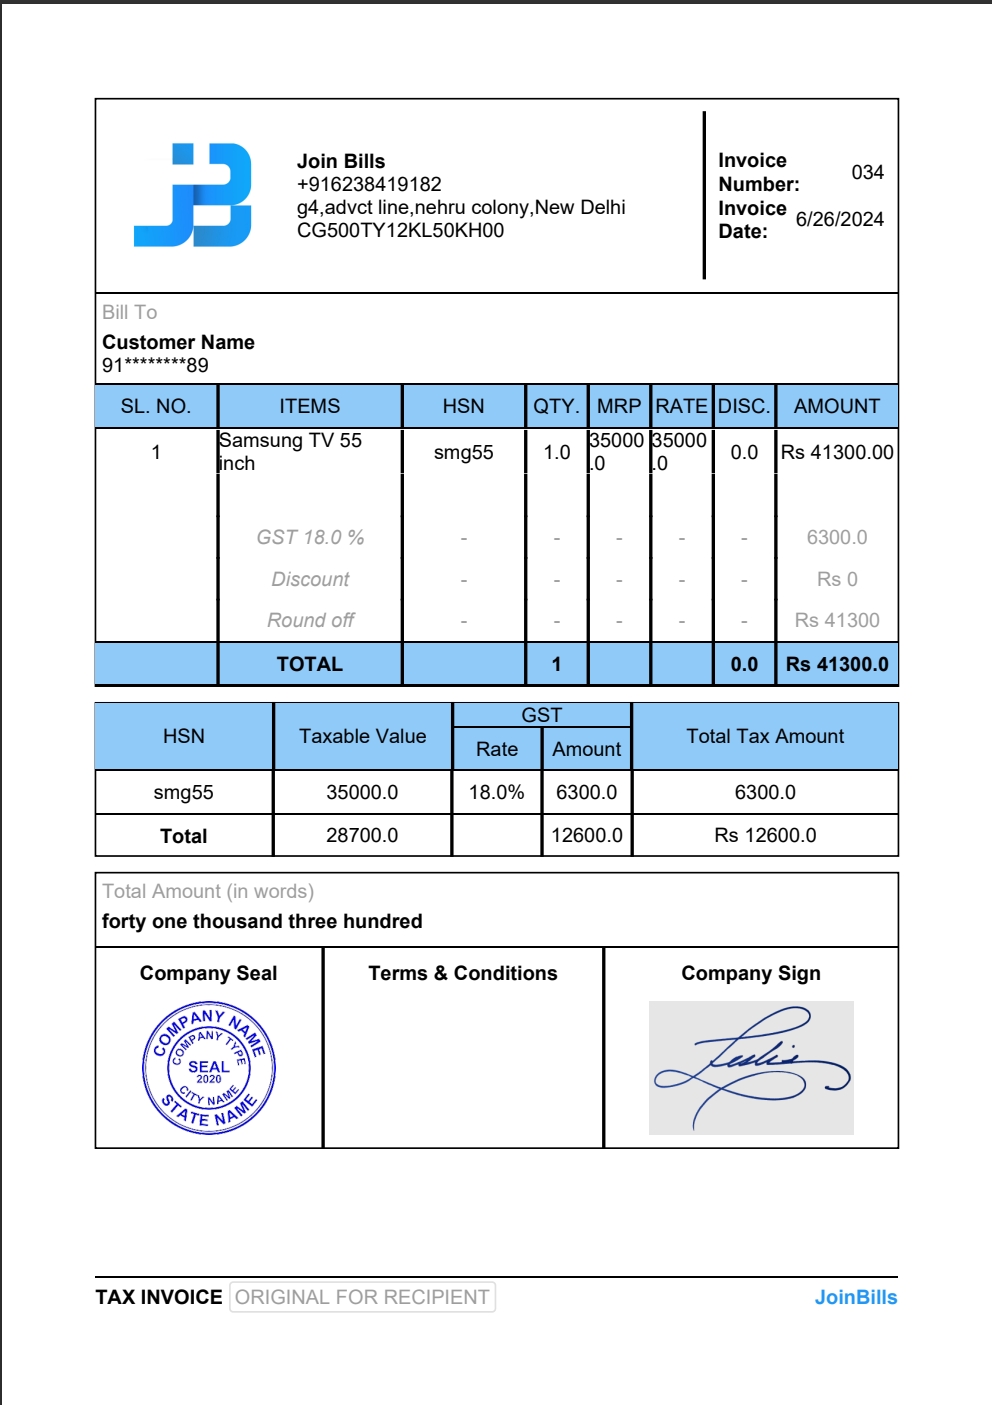 JB
Join Bills
+916238419182
g4,advct line,nehru colony,New Delhi
CG500TY12KL50KH00
Invoice Number: 034
Invoice Date: 6/26/2024
Bill To
Customer Name
91********89
SL. NO. ITEMS HSN QTY. MRP RATE DISC. AMOUNT
1 Samsung TV 55 inch smg55 1.0 35000.0 35000.0 0.0 Rs 41300.00
GST 18.0 % - - - - - 6300.0
Discount - - - - - Rs 0
Round off - - - - - Rs 41300
TOTAL 1 0.0 Rs 41300.0
HSN Taxable Value GST Total Tax Amount
Rate Amount
smg55 35000.0 18.0% 6300.0 6300.0
Total 28700.0 12600.0 Rs 12600.0
Total Amount (in words)
forty one thousand three hundred
Company Seal Terms & Conditions Company Sign
COMPANY NAME
COMPANY TYPE
SEAL
2020
CITY NAME
STATE NAME
Leslie
TAX INVOICE ORIGINAL FOR RECIPIENT JoinBills